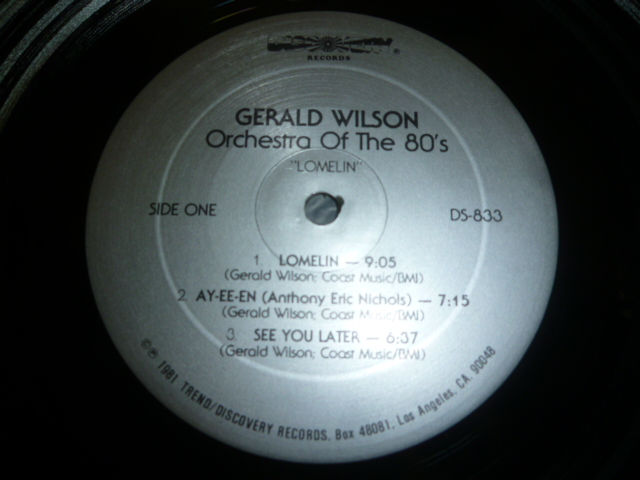 RECORDS
GERALD WILSON
Orchestra Of The 80's
"LOMELIN"
SIDE ONE
DS-833
1. LOMELIN — 9:05
(Gerald Wilson; Coast Music/BMI)
2. AY-EE-EN (Anthony Eric Nichols) — 7:15
(Gerald Wilson; Coast Music/BMI)
3. SEE YOU LATER — 6:37
(Gerald Wilson; Coast Music/BMI)
© ℗ 1981 TREND/DISCOVERY RECORDS, Box 48081, Los Angeles, CA. 90048